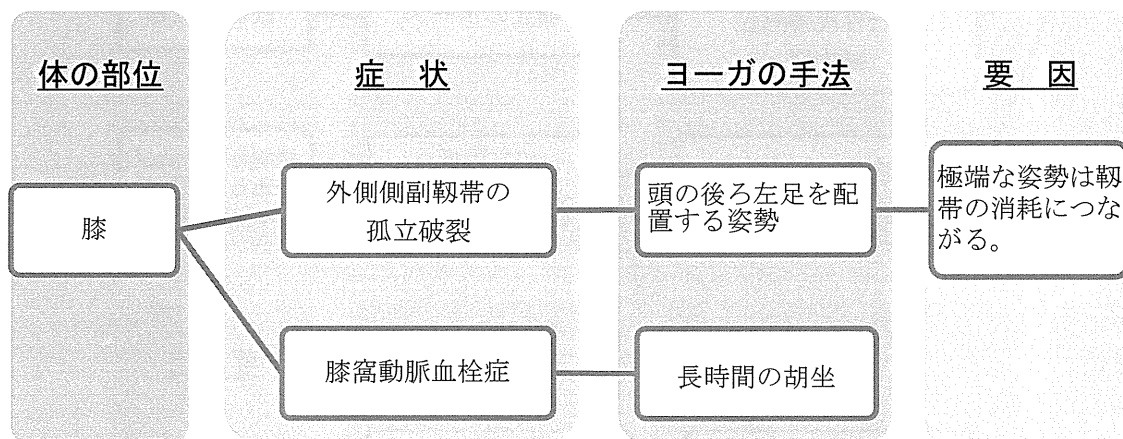 体の部位
症 状
ヨーガの手法
要 因
膝
外側側副靱帯の
孤立破裂
頭の後ろ左足を配
置する姿勢
極端な姿勢は靱
帯の消耗につな
がる。
膝窩動脈血栓症
長時間の胡坐